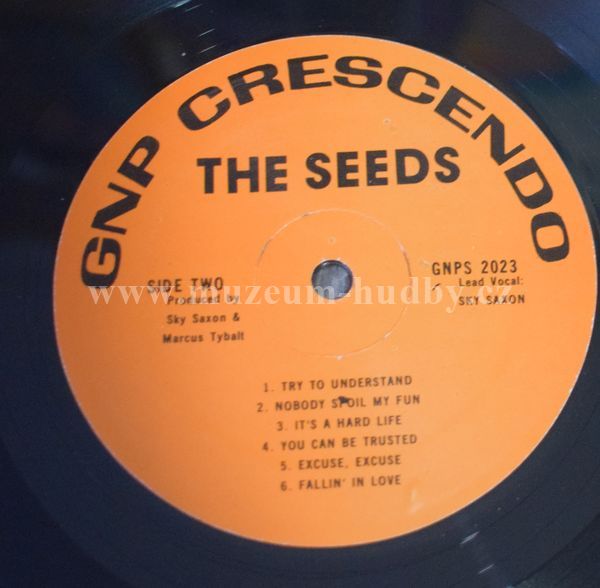 GNP CRESCENDO
THE SEEDS
SIDE TWO
Produced by
Sky Saxon &
Marcus Tybalt
GNPS 2023
Lead Vocal:
SKY SAXON
www.muzeum-hudby.cz
1. TRY TO UNDERSTAND
2. NOBODY SPOIL MY FUN
3. IT'S A HARD LIFE
4. YOU CAN BE TRUSTED
5. EXCUSE, EXCUSE
6. FALLIN' IN LOVE